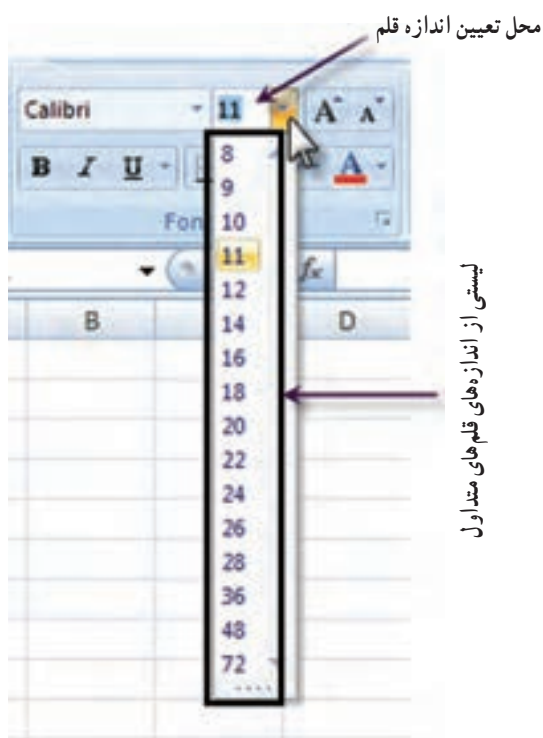 محل تعیین اندازه قلم
Calibri 11 A A
B I U A
Fon
8
9
10
11
12
14
16
18
20
22
24
26
28
36
48
72
fx
B D
لیستی از اندازه‌های قلم‌های متداول